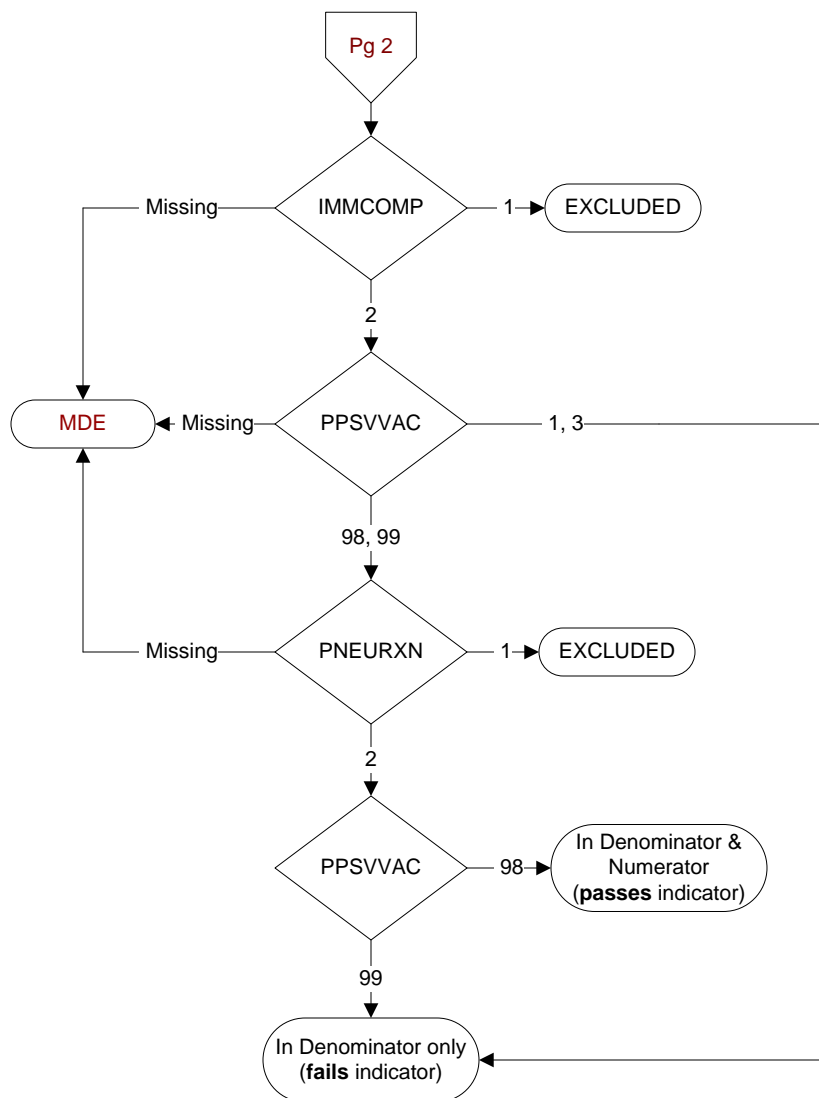 Pg 2
Missing
IMMCOMP
1
EXCLUDED
2
MDE
Missing
PPSVVAC
1, 3
98, 99
Missing
PNEURXN
1
EXCLUDED
2
PPSVVAC
98
In Denominator &
Numerator
(passes indicator)
99
In Denominator only
(fails indicator)